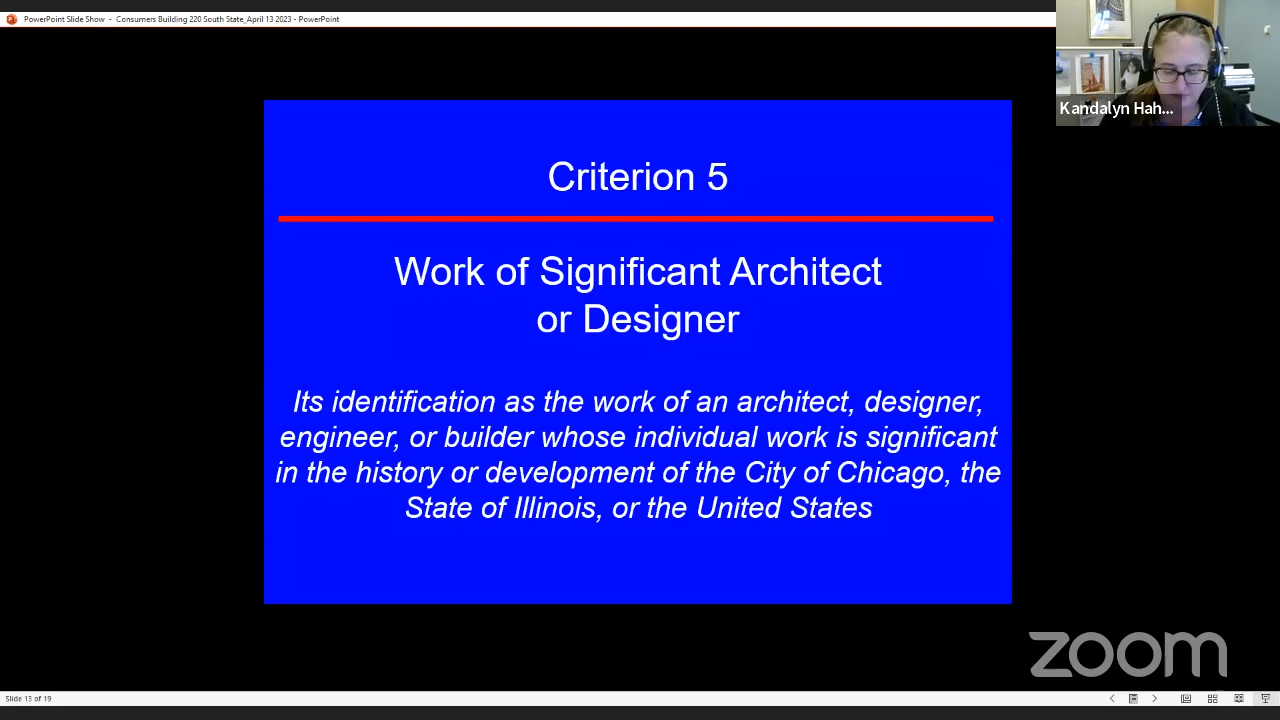 PowerPoint Slide Show - Consumers Building 220 South State_April 13 2023 - PowerPoint
Kandalyn Hah...
Criterion 5
Work of Significant Architect
or Designer
Its identification as the work of an architect, designer,
engineer, or builder whose individual work is significant
in the history or development of the City of Chicago, the
State of Illinois, or the United States
zoom
Slide 13 of 19